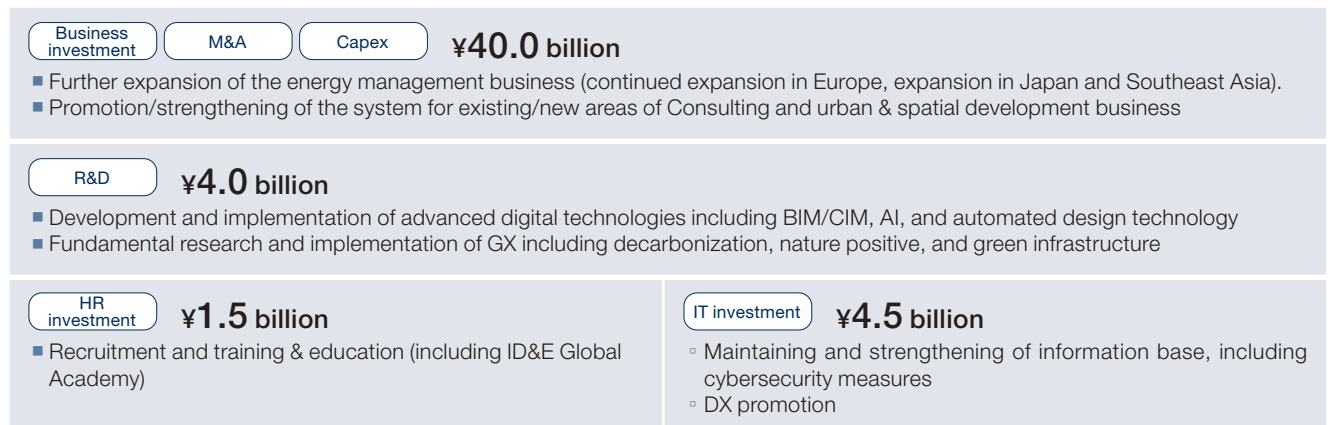 Business
investment
M&A
Capex
¥40.0 billion
■ Further expansion of the energy management business (continued expansion in Europe, expansion in Japan and Southeast Asia).
■ Promotion/strengthening of the system for existing/new areas of Consulting and urban & spatial development business
R&D
¥4.0 billion
■ Development and implementation of advanced digital technologies including BIM/CIM, AI, and automated design technology
■ Fundamental research and implementation of GX including decarbonization, nature positive, and green infrastructure
HR
investment
¥1.5 billion
■ Recruitment and training & education (including ID&E Global
Academy)
IT investment
¥4.5 billion
▫ Maintaining and strengthening of information base, including
cybersecurity measures
▫ DX promotion